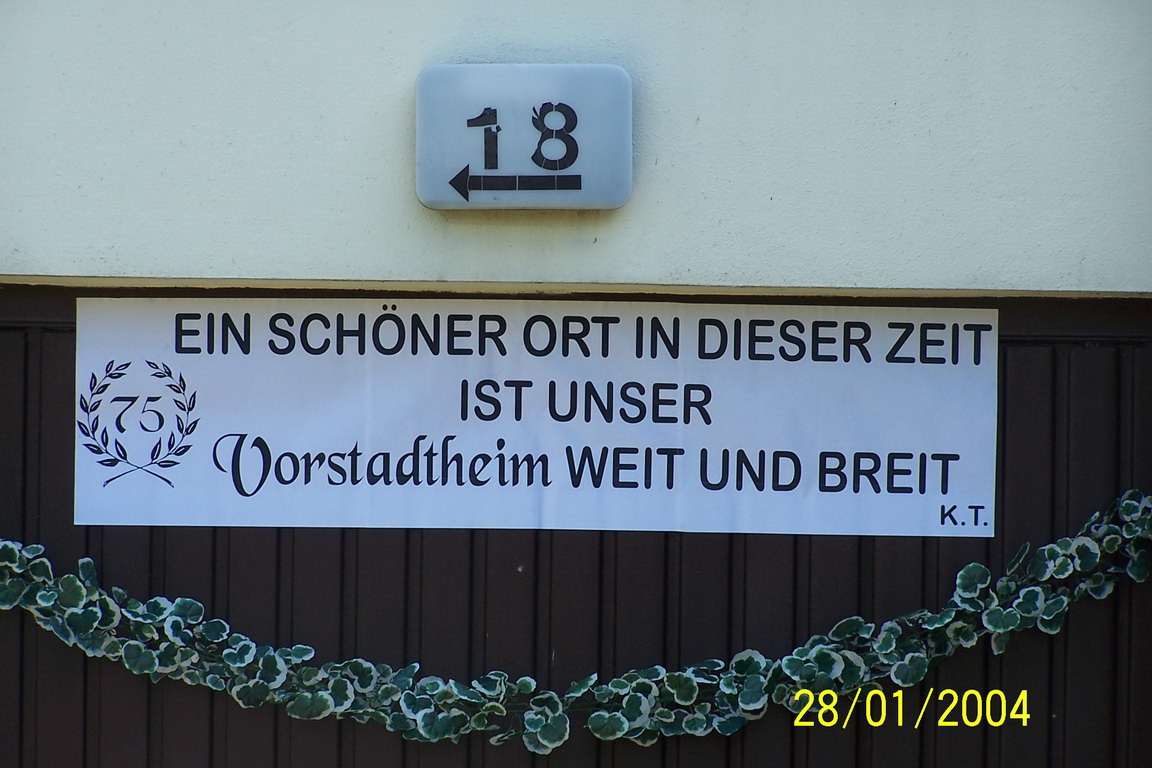 18
EIN SCHÖNER ORT IN DIESER ZEIT
IST UNSER
75
Vorstadtheim WEIT UND BREIT
K.T.
28/01/2004